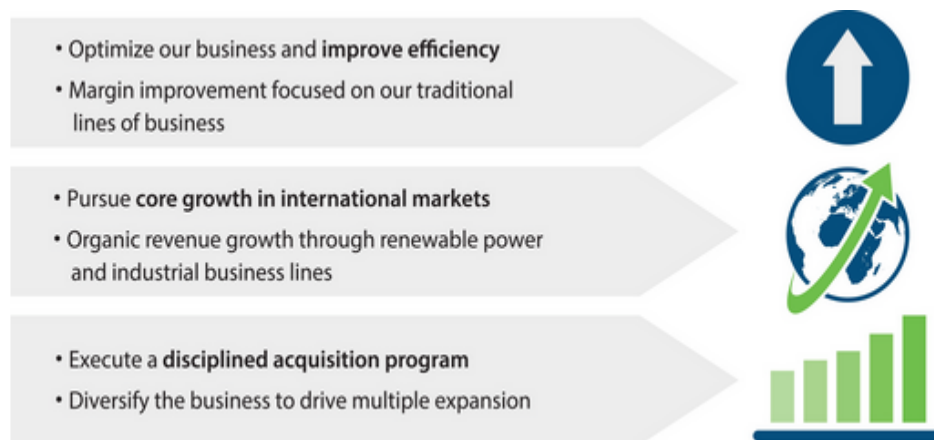 • Optimize our business and improve efficiency
• Margin improvement focused on our traditional
lines of business
• Pursue core growth in international markets
• Organic revenue growth through renewable power
and industrial business lines
• Execute a disciplined acquisition program
• Diversify the business to drive multiple expansion